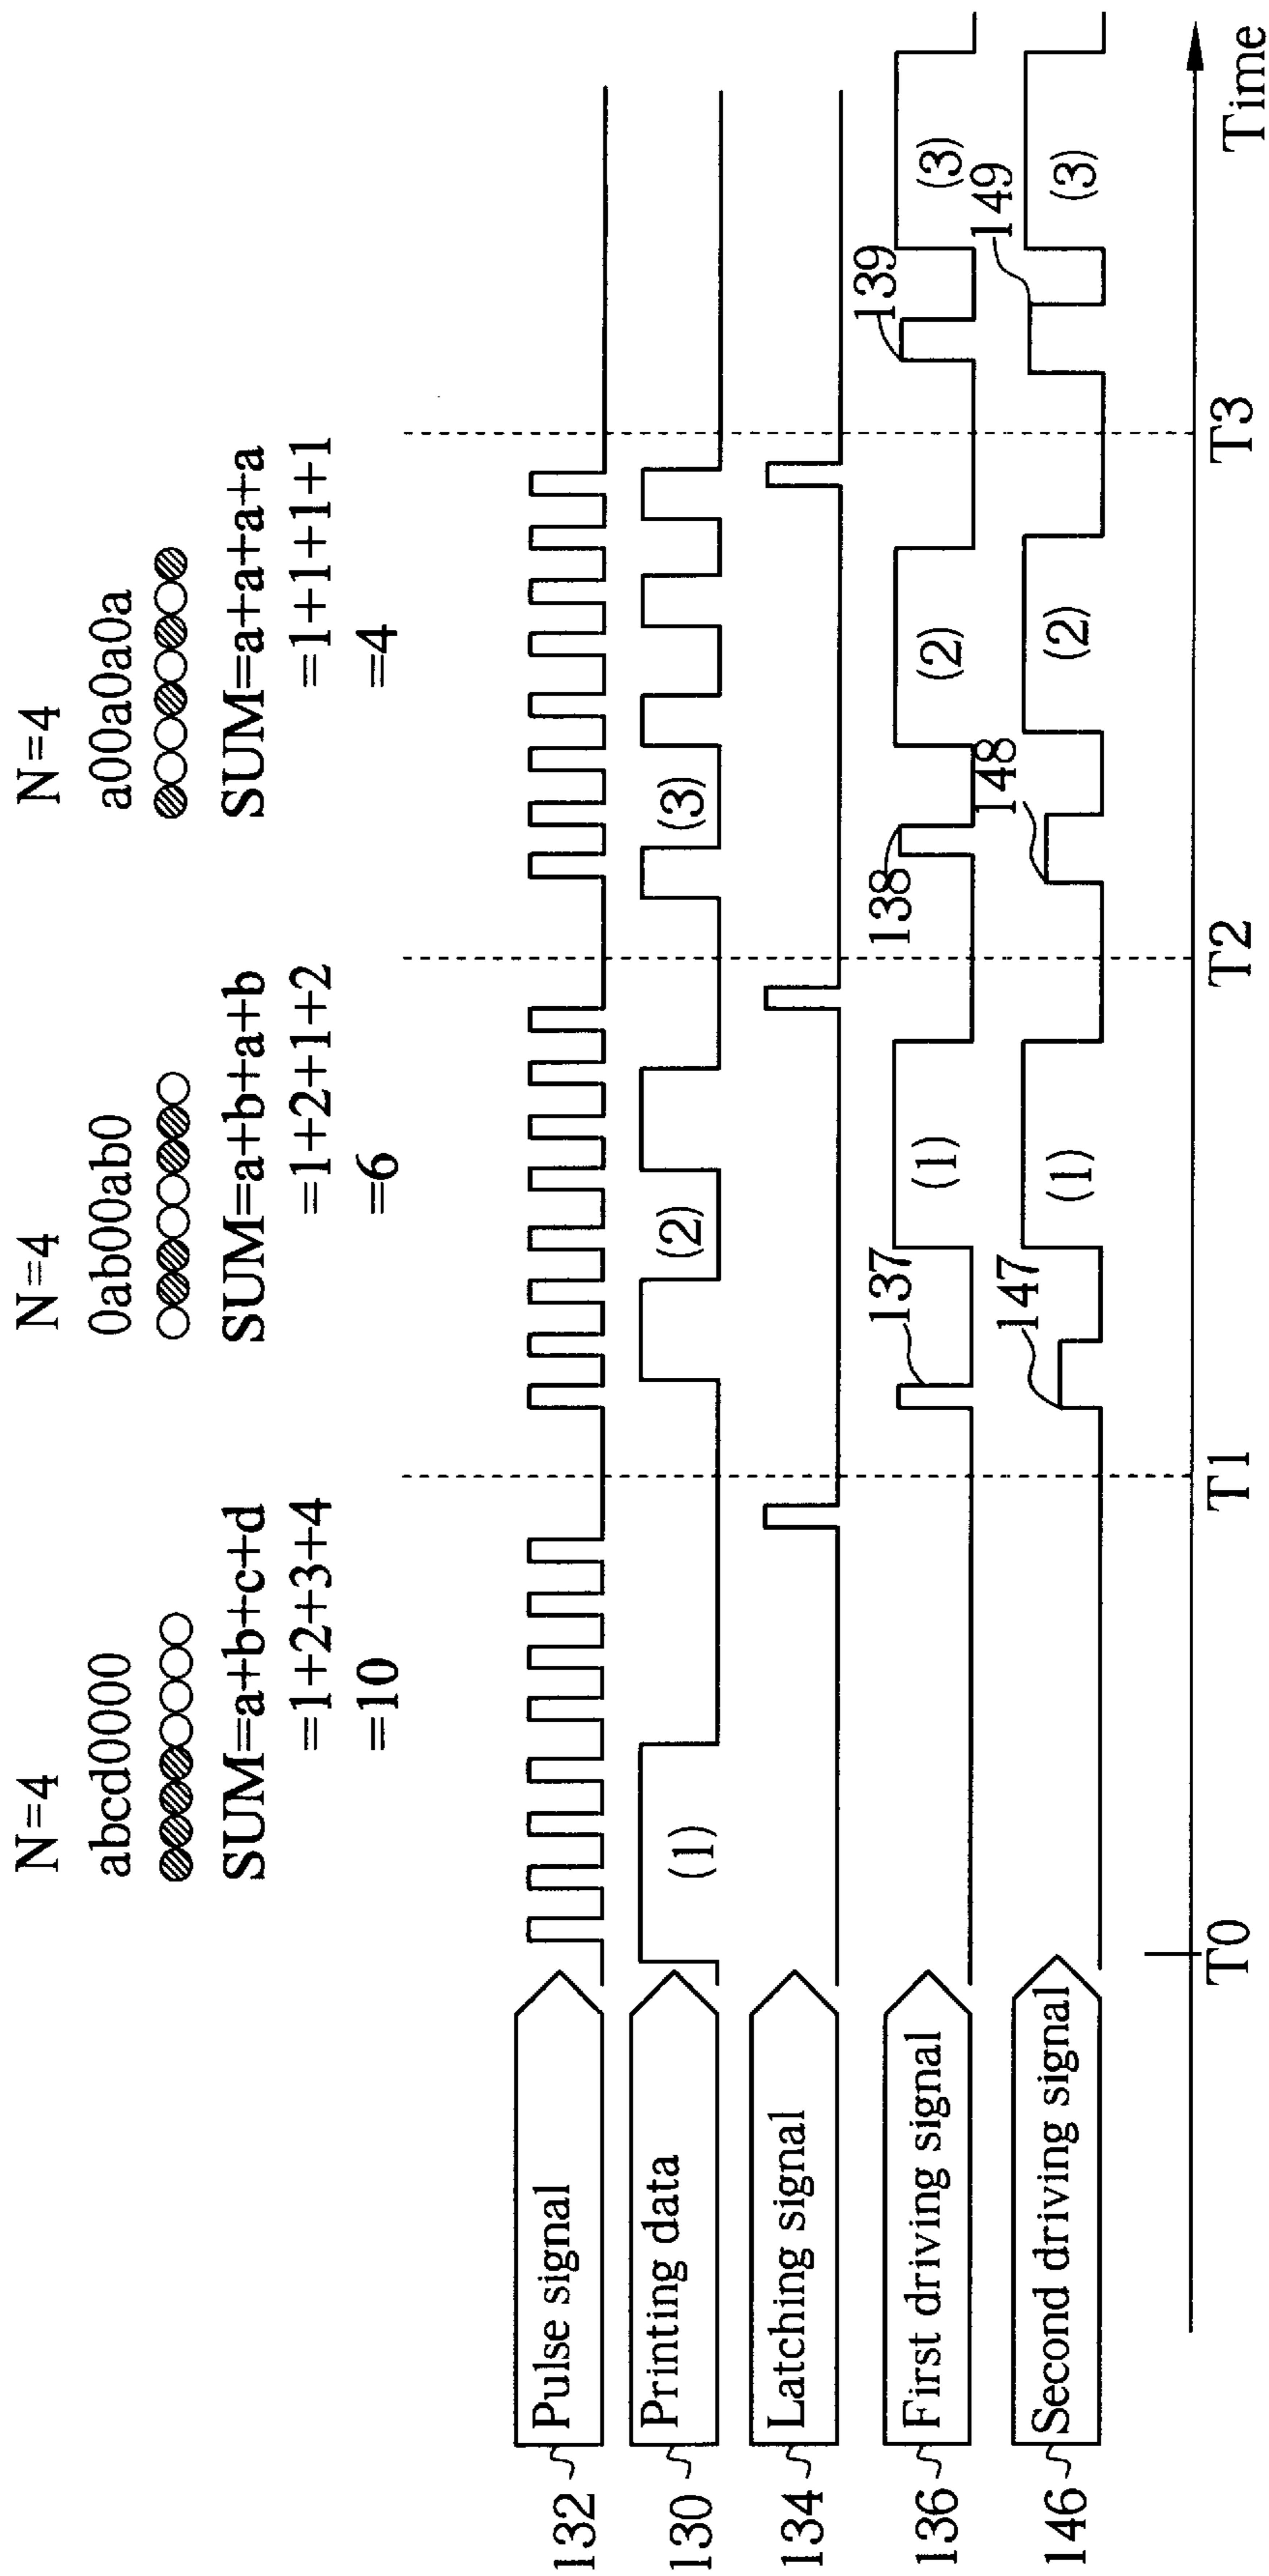 N=4
abcd0000
SUM=a+b+c+d
=1+2+3+4
=10
N=4
0ab00ab0
SUM=a+b+a+b
=1+2+1+2
=6
N=4
a00a0a0a
SUM=a+a+a+a
=1+1+1+1
=4
132 Pulse signal
130 Printing data (1) (2) (3)
134 Latching signal
136 First driving signal 137 (1) 138 (2) 139 (3)
146 Second driving signal 147 (1) 148 (2) 149 (3)
T0 T1 T2 T3 Time